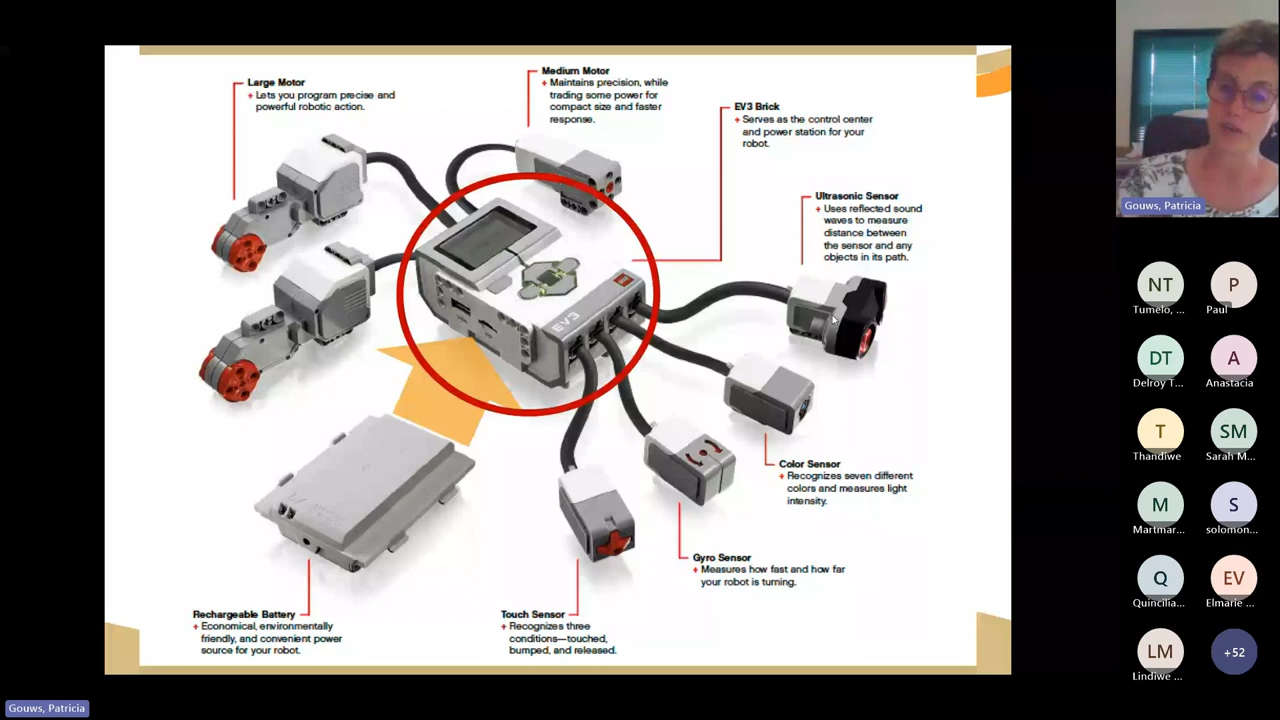 Large Motor
+ Lets you program precise and
powerful robotic action.
Medium Motor
+ Maintains precision, while
trading some power for
compact size and faster
response.
EV3 Brick
+ Serves as the control center
and power station for your
robot.
Ultrasonic Sensor
+ Uses reflected sound
waves to measure
distance between
the sensor and any
objects in its path.
EV3
Color Sensor
+ Recognizes seven different
colors and measures light
intensity.
Gyro Sensor
+ Measures how fast and how far
your robot is turning.
Rechargeable Battery
+ Economical, environmentally
friendly, and convenient power
source for your robot.
Touch Sensor
+ Recognizes three
conditions—touched,
bumped, and released.
Gouws, Patricia
NT
Tumelo, ...
P
Paul
DT
Delroy T...
A
Anastacia
T
Thandiwe
SM
Sarah M...
M
Martmar...
S
solomon...
Q
Quincilia...
EV
Elmarie ...
LM
Lindiwe ...
+52
Gouws, Patricia